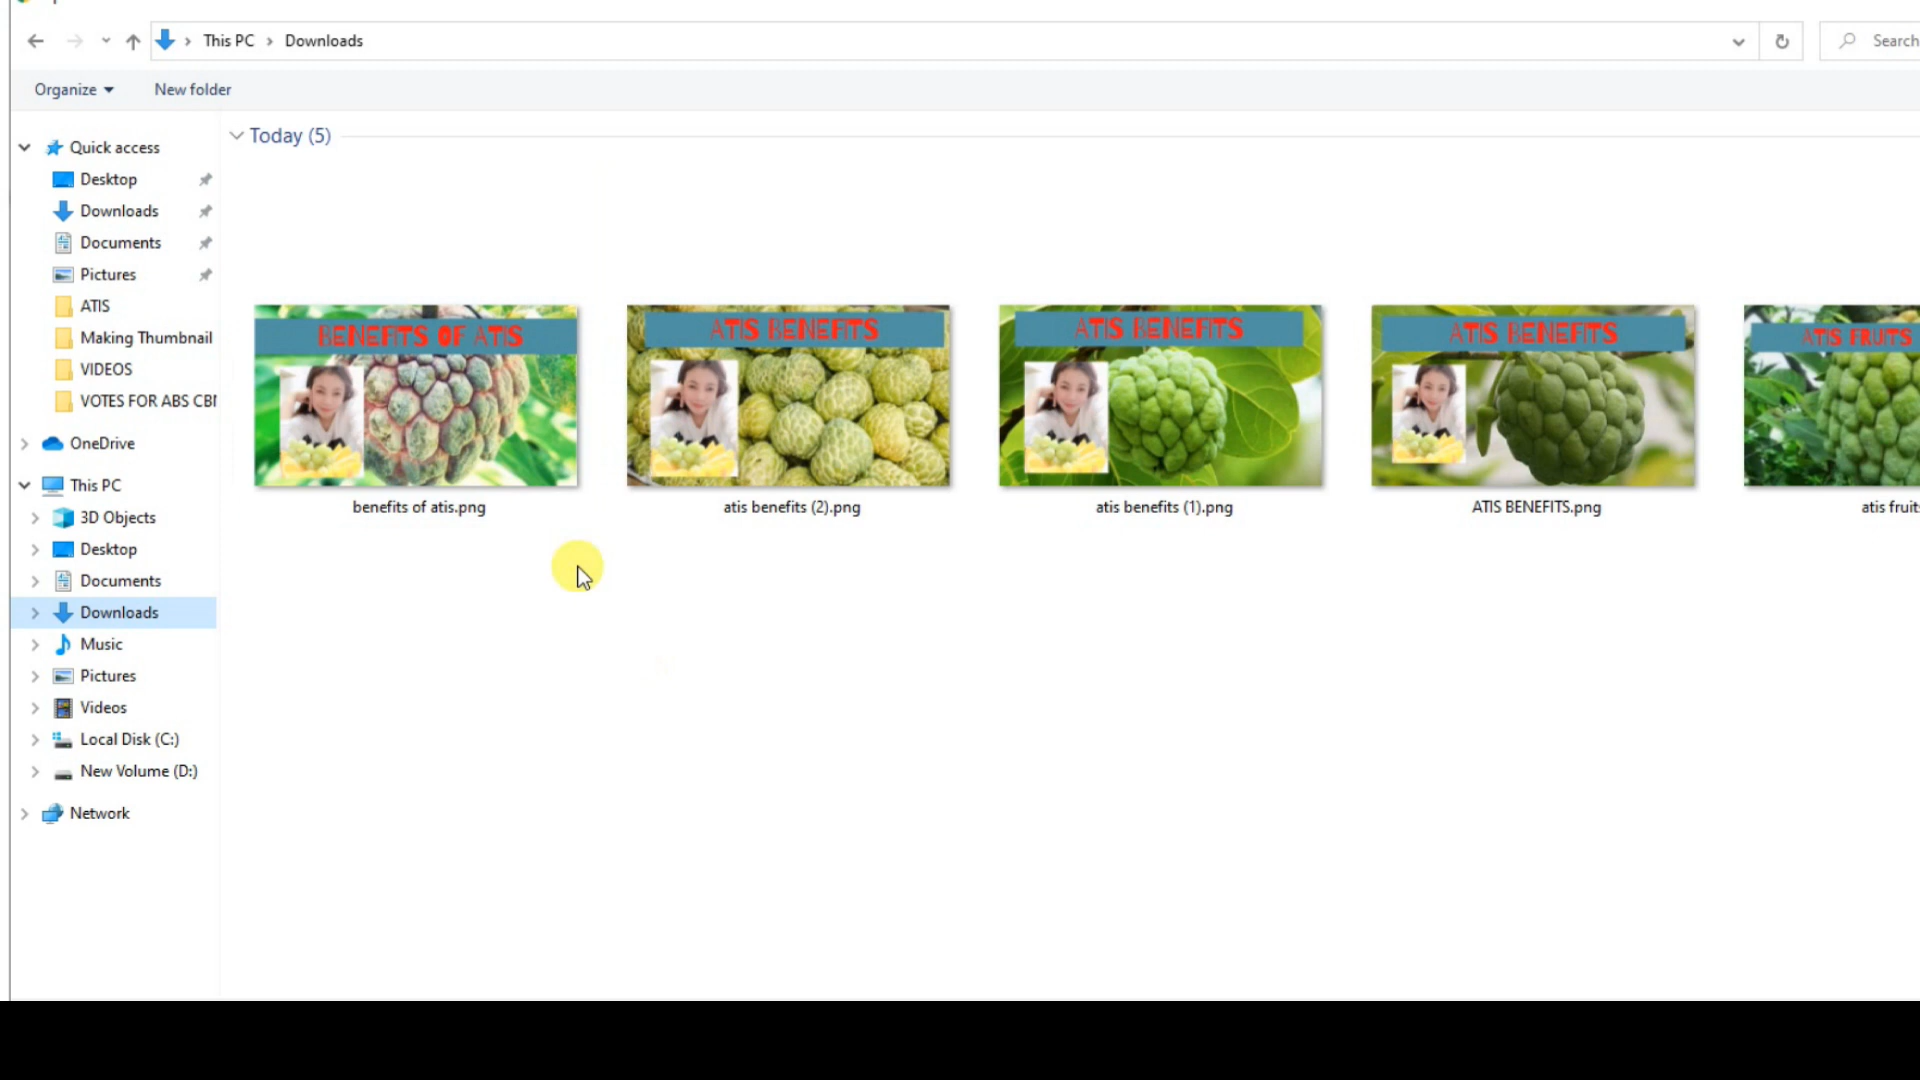 This PC > Downloads
Search
Organize
New folder
Today (5)
Quick access
Desktop
Downloads
Documents
Pictures
ATIS
Making Thumbnail
VIDEOS
VOTES FOR ABS CB
OneDrive
This PC
3D Objects
Desktop
Documents
Downloads
Music
Pictures
Videos
Local Disk (C:)
New Volume (D:)
Network
BENEFITS OF ATIS
ATIS BENEFITS
ATIS BENEFITS
ATIS BENEFITS
ATIS FRUITS
benefits of atis.png
atis benefits (2).png
atis benefits (1).png
ATIS BENEFITS.png
atis fruits